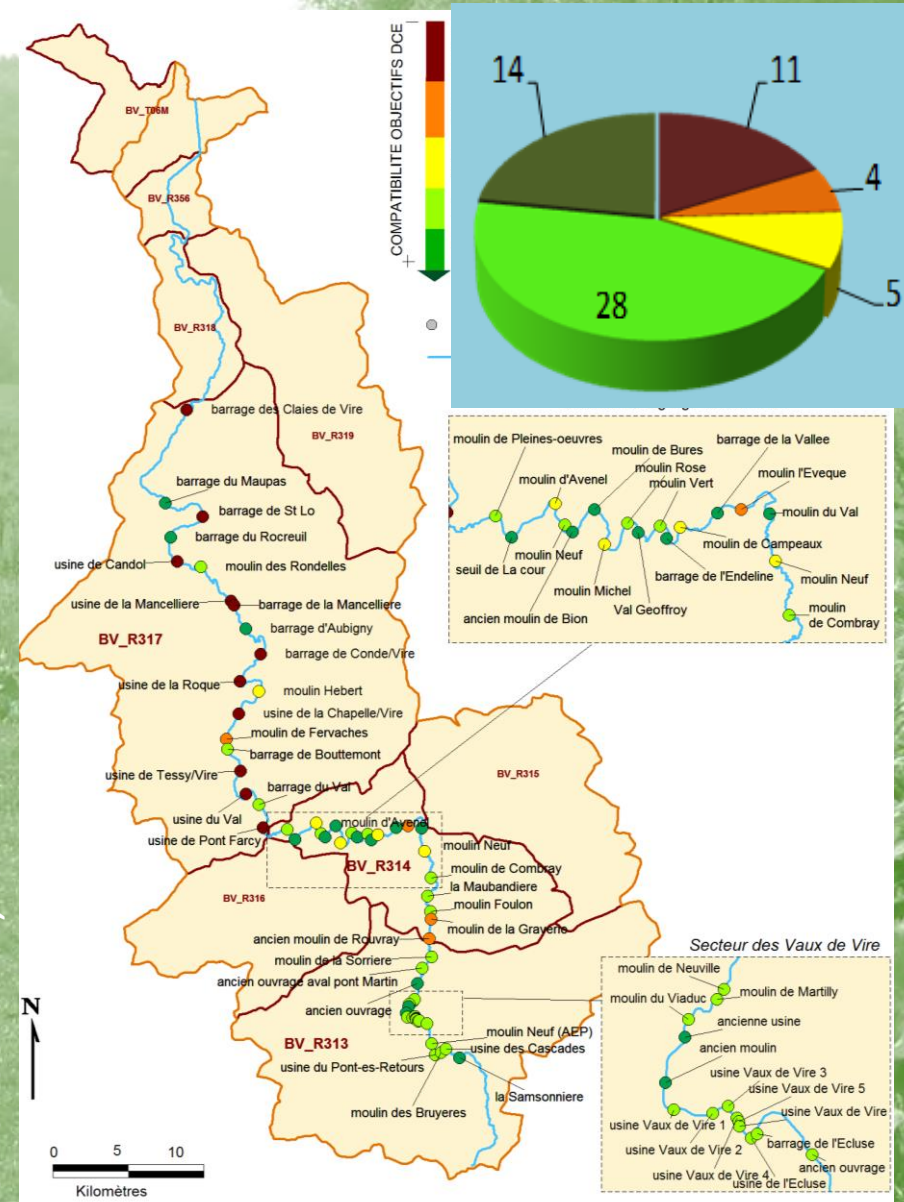 COMPATIBILITE OBJECTIFS DCE
+
14
11
4
5
28
BV_T06M
BV_R356
BV_R318
BV_R319
barrage des Claies de Vire
barrage du Maupas
barrage de St Lo
barrage du Rocreuil
usine de Candol
moulin des Rondelles
usine de la Mancelliere
barrage de la Mancelliere
BV_R317
barrage d'Aubigny
barrage de Conde/Vire
usine de la Roque
moulin Hebert
usine de la Chapelle/Vire
moulin de Fervaches
barrage de Bouttemont
usine de Tessy/Vire
BV_R315
barrage du Val
usine du Val
moulin d'Avenel
usine de Pont Farcy
moulin Neuf
BV_R314
moulin de Combray
la Maubandiere
BV_R316
moulin Foulon
moulin de la Graverie
ancien moulin de Rouvray
moulin de la Sorriere
ancien ouvrage aval pont Martin
ancien ouvrage
BV_R313
moulin Neuf (AEP)
usine des Cascades
usine du Pont-es-Retours
la Samsonniere
moulin des Bruyeres
moulin de Pleines-oeuvres
moulin de Bures
barrage de la Vallee
moulin d'Avenel
moulin Rose
moulin Vert
moulin l'Eveque
moulin du Val
moulin Neuf
moulin de Campeaux
seuil de La cour
barrage de l'Endeline
moulin Neuf
moulin Michel
Val Geoffroy
ancien moulin de Bion
moulin
de Combray
Secteur des Vaux de Vire
moulin de Neuville
moulin de Martilly
moulin du Viaduc
ancienne usine
ancien moulin
usine Vaux de Vire 3
usine Vaux de Vire 5
usine Vaux de Vire
usine Vaux de Vire 1
barrage de l'Ecluse
usine Vaux de Vire 2
ancien ouvrage
usine Vaux de Vire 4
usine de l'Ecluse
N
0 5 10
Kilomètres